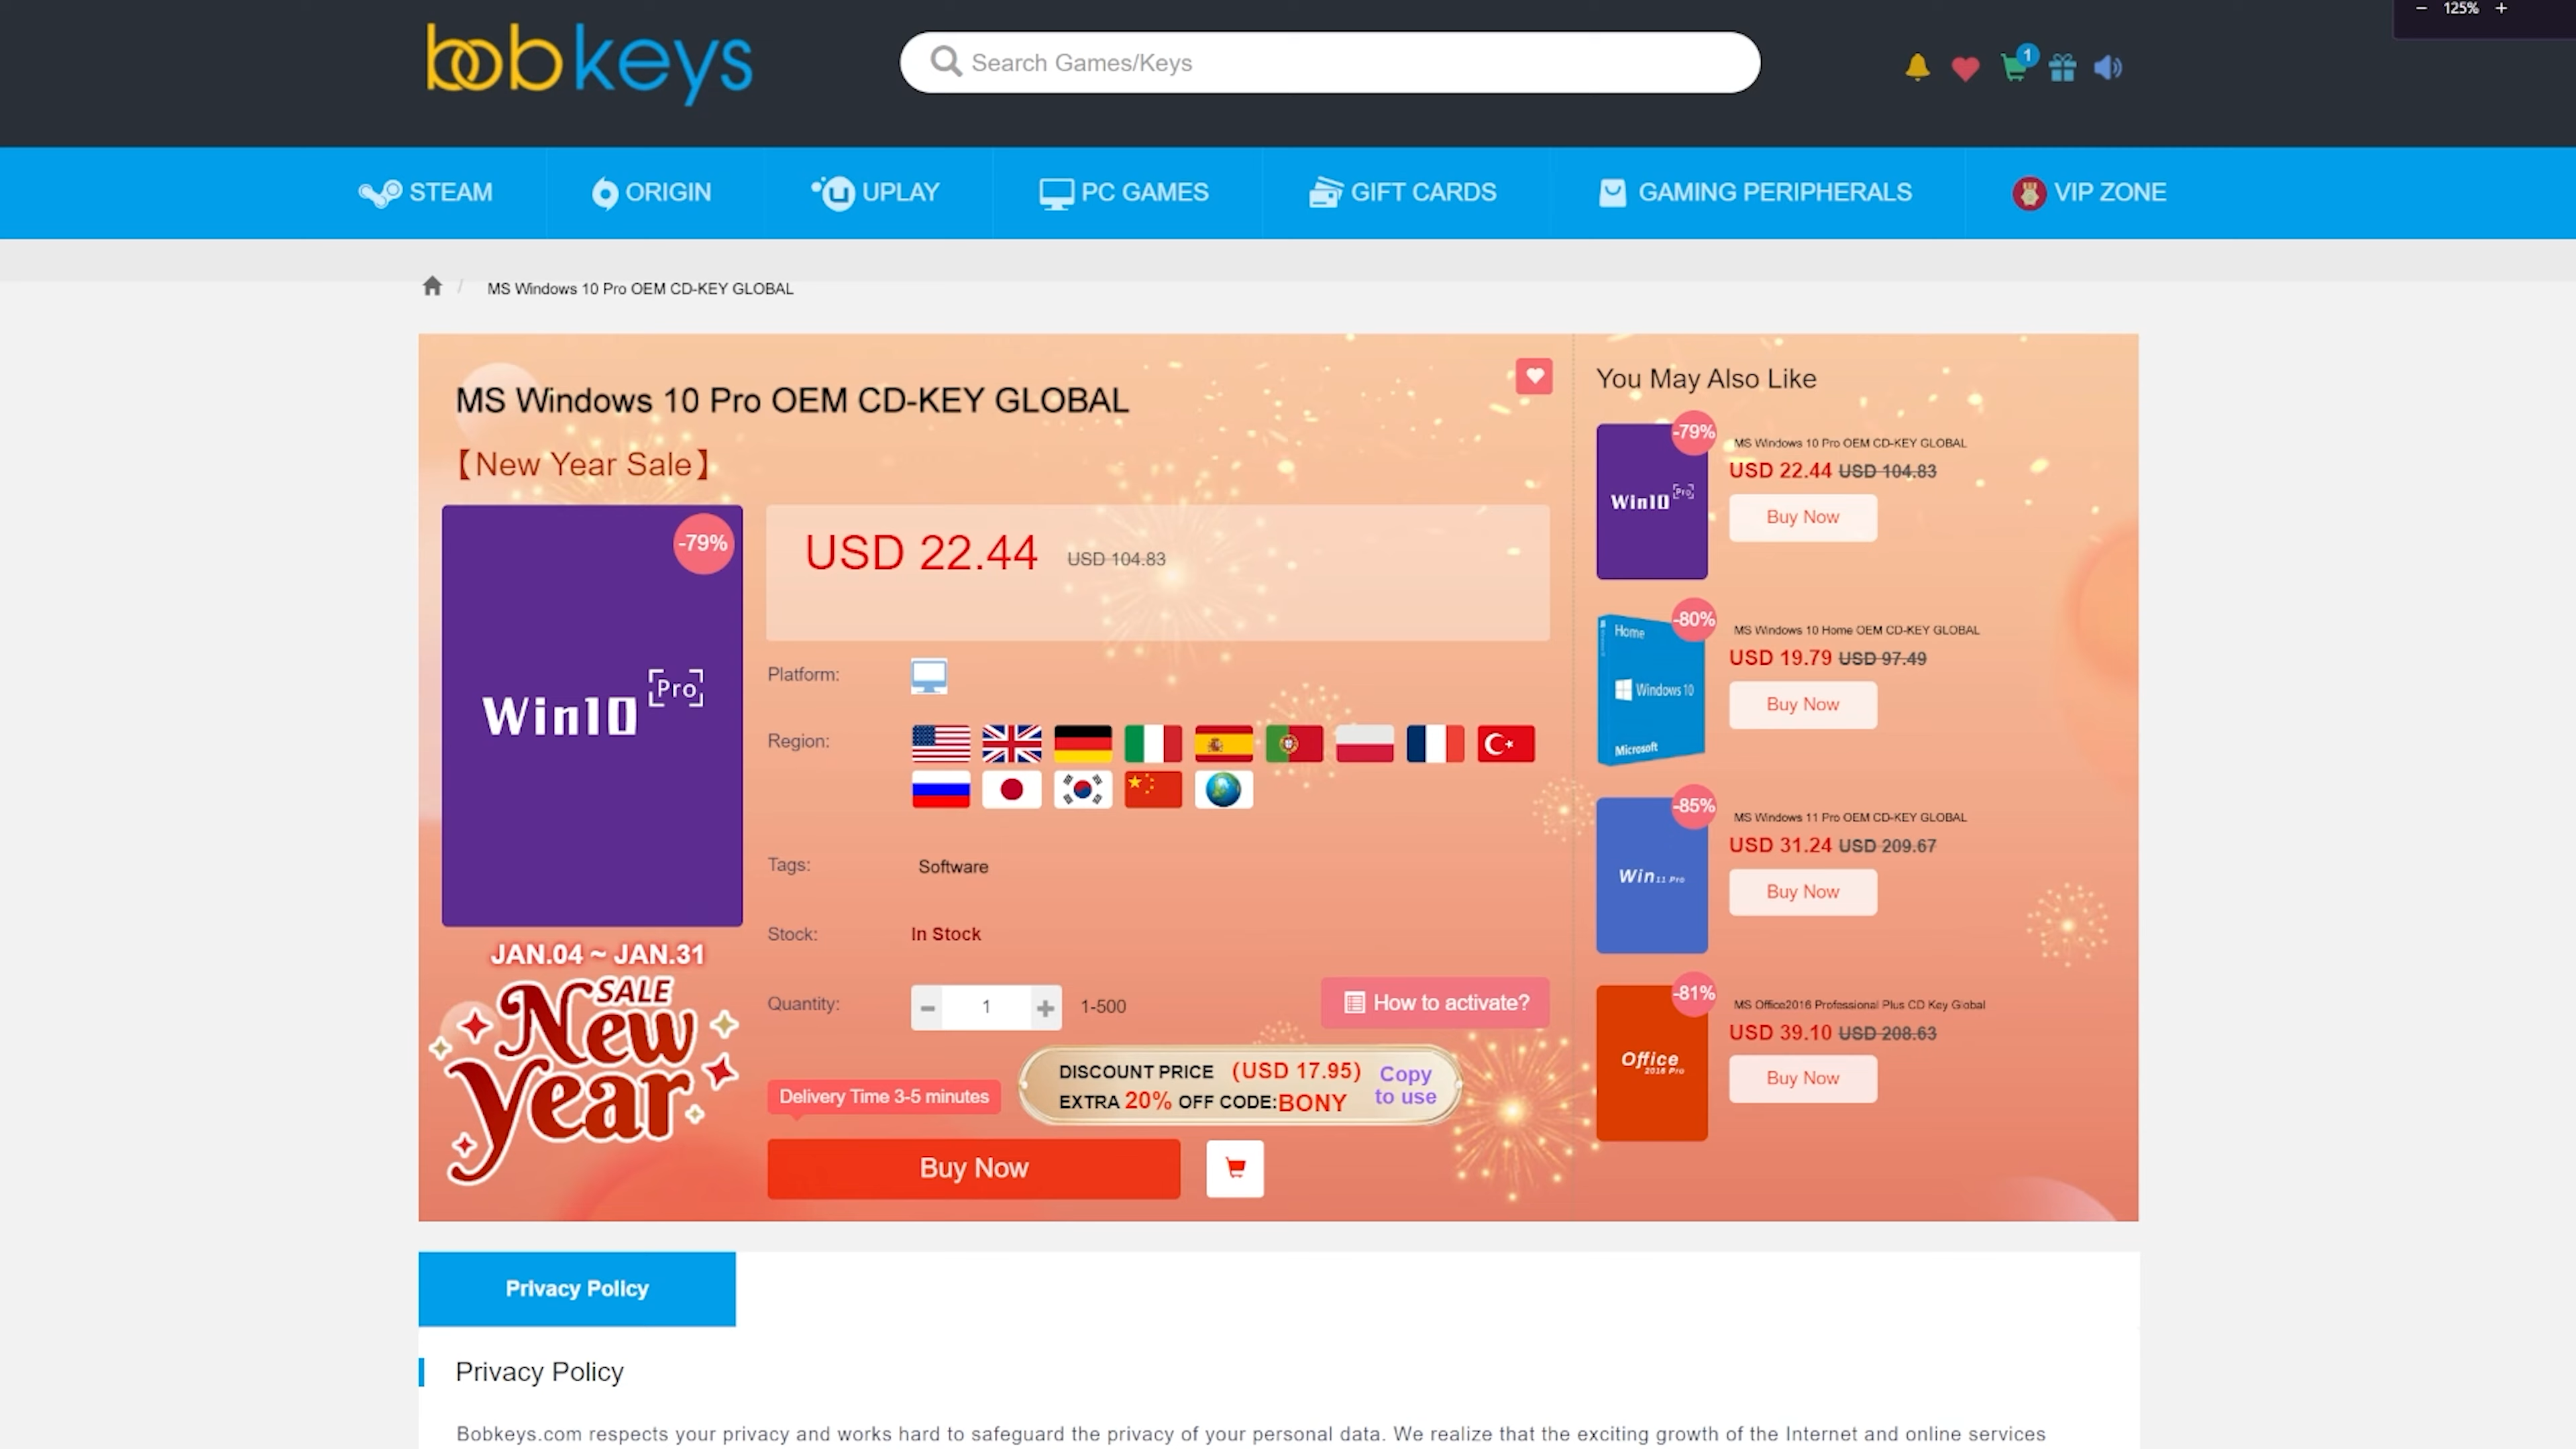 125%
bobkeys
Search Games/Keys
1
STEAM
ORIGIN
UPLAY
PC GAMES
GIFT CARDS
GAMING PERIPHERALS
VIP ZONE
/ MS Windows 10 Pro OEM CD-KEY GLOBAL
MS Windows 10 Pro OEM CD-KEY GLOBAL
【New Year Sale】
-79%
Win10 [Pro]
JAN.04 ~ JAN.31
SALE
New
Year
USD 22.44 USD 104.83
Platform:
Region:
Tags: Software
Stock: In Stock
Quantity: 1 1-500
How to activate?
Delivery Time 3-5 minutes
DISCOUNT PRICE (USD 17.95)
EXTRA 20% OFF CODE:BONY
Copy
to use
Buy Now
You May Also Like
-79%
Win10 [Pro]
MS Windows 10 Pro OEM CD-KEY GLOBAL
USD 22.44 USD 104.83
Buy Now
-80%
Home
Windows 10
Microsoft
MS Windows 10 Home OEM CD-KEY GLOBAL
USD 19.79 USD 97.49
Buy Now
-85%
Win 11 Pro
MS Windows 11 Pro OEM CD-KEY GLOBAL
USD 31.24 USD 209.67
Buy Now
-81%
Office
2016 Pro
MS Office2016 Professional Plus CD Key Global
USD 39.10 USD 208.63
Buy Now
Privacy Policy
Privacy Policy
Bobkeys.com respects your privacy and works hard to safeguard the privacy of your personal data. We realize that the exciting growth of the Internet and online services